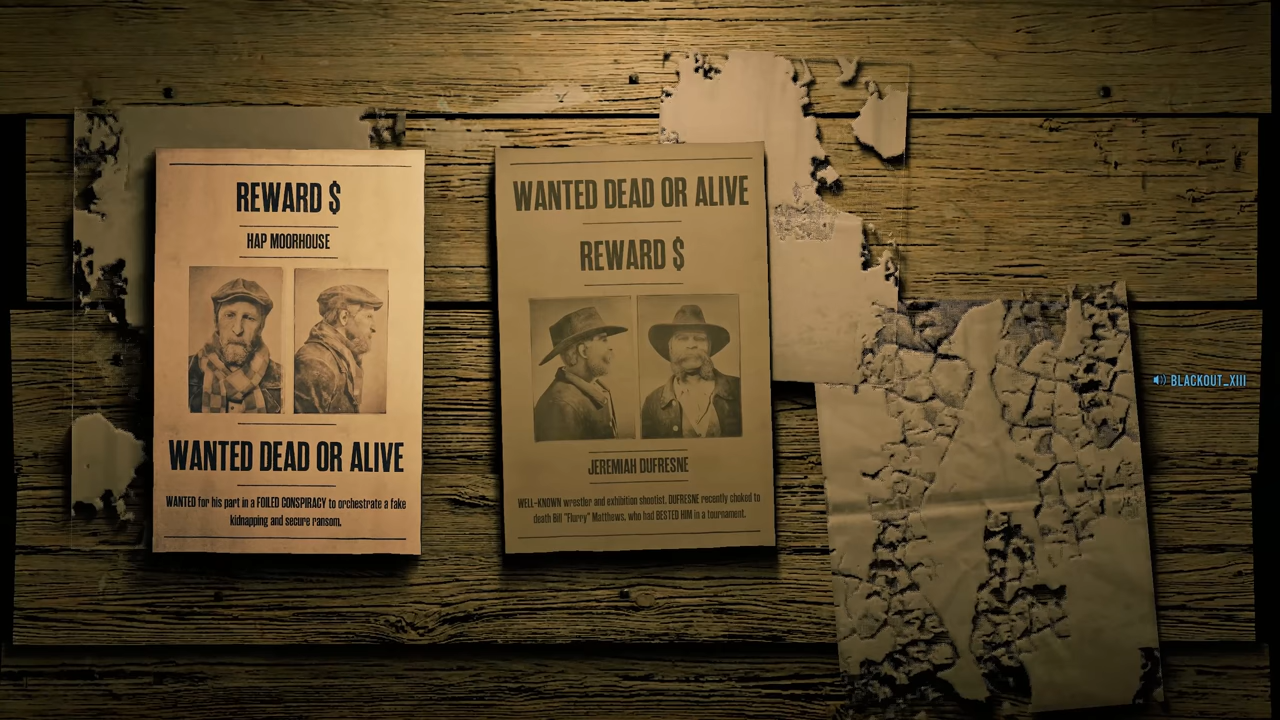 REWARD $
HAP MOORHOUSE
WANTED DEAD OR ALIVE
WANTED for his part in a FOILED CONSPIRACY to orchestrate a fake
kidnapping and secure ransom.
WANTED DEAD OR ALIVE
REWARD $
JEREMIAH DUFRESNE
WELL-KNOWN wrestler and exhibition shootist, DUFRESNE recently choked to
death Bill "Flurry" Matthews, who had BESTED HIM in a tournament.
BLACKOUT_XIII